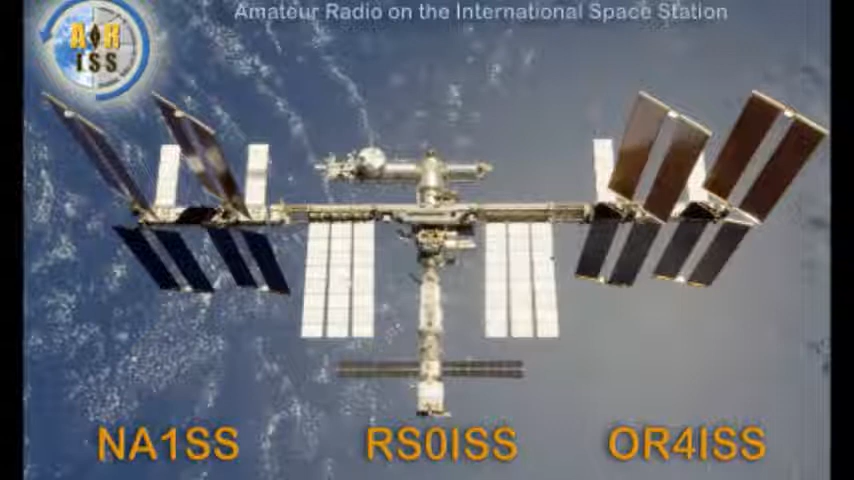 Amateur Radio on the International Space Station
ARISS
NA1SS
RS0ISS
OR4ISS